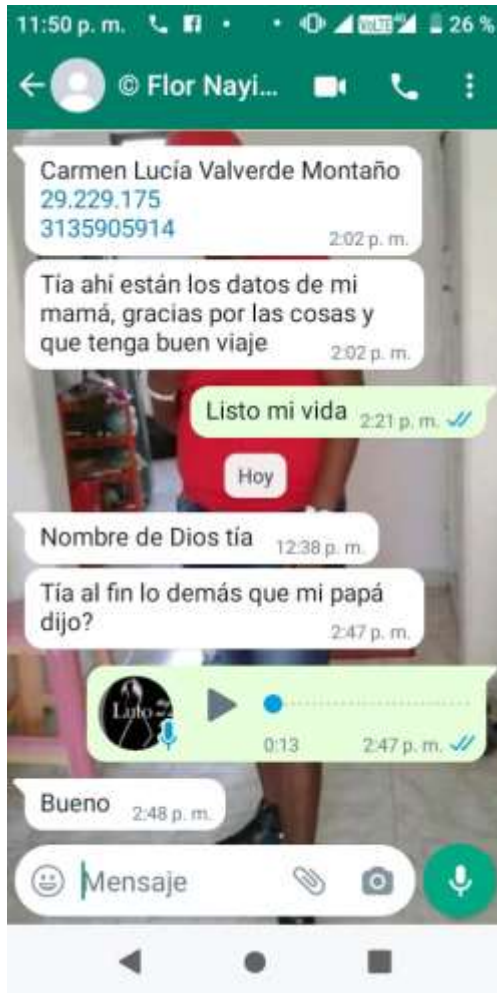 11:50 p. m. 26 %
© Flor Nayi...
Carmen Lucía Valverde Montaño
29.229.175
3135905914
2:02 p. m.
Tía ahí están los datos de mi
mamá, gracias por las cosas y
que tenga buen viaje 2:02 p. m.
Listo mi vida 2:21 p. m.
Hoy
Nombre de Dios tía 12:38 p. m.
Tía al fin lo demás que mi papá
dijo?
2:47 p. m.
Luto
0:13 2:47 p. m.
Bueno 2:48 p. m.
Mensaje